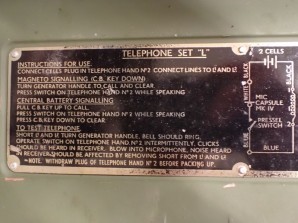 TELEPHONE SET "L"
INSTRUCTIONS FOR USE.
CONNECT CELLS PLUG IN TELEPHONE HAND Nº2 CONNECT LINES TO L¹ AND L²
MAGNETO SIGNALLING (C.B. KEY DOWN)
TURN GENERATOR HANDLE TO CALL AND CLEAR
PRESS SWITCH ON TELEPHONE HAND Nº2 WHILE SPEAKING
CENTRAL BATTERY SIGNALLING
PULL C.B. KEY UP TO CALL
PRESS SWITCH ON TELEPHONE HAND Nº2 WHILE SPEAKING
PRESS C.B. KEY DOWN TO CLEAR
TO TEST TELEPHONE.
SHORT L¹ AND L² TURN GENERATOR HANDLE. BELL SHOULD RING.
OPERATE SWITCH ON TELEPHONE HAND Nº2 INTERMITTENTLY, CLICKS
SHOULD BE HEARD IN RECEIVER. BLOW INTO MICROPHONE, NOISE HEARD
IN RECEIVER SHOULD BE AFFECTED BY REMOVING SHORT FROM L¹ AND L²
NOTE. WITHDRAW PLUG OF TELEPHONE HAND Nº 2 BEFORE PACKING UP.
2 CELLS
BLACK
WHITE
BLACK
MIC
CAPSULE
MK IV
PRESSEL
SWITCH
BLUE
BLUE